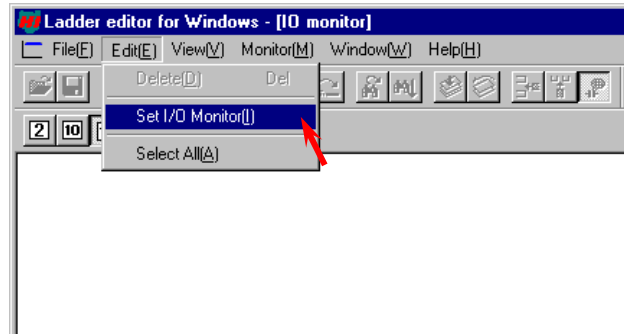 Ladder editor for Windows - [IO monitor]
File(F) Edit(E) View(V) Monitor(M) Window(W) Help(H)
Delete(D) Del
Set I/O Monitor(I)
2 10
Select All(A)